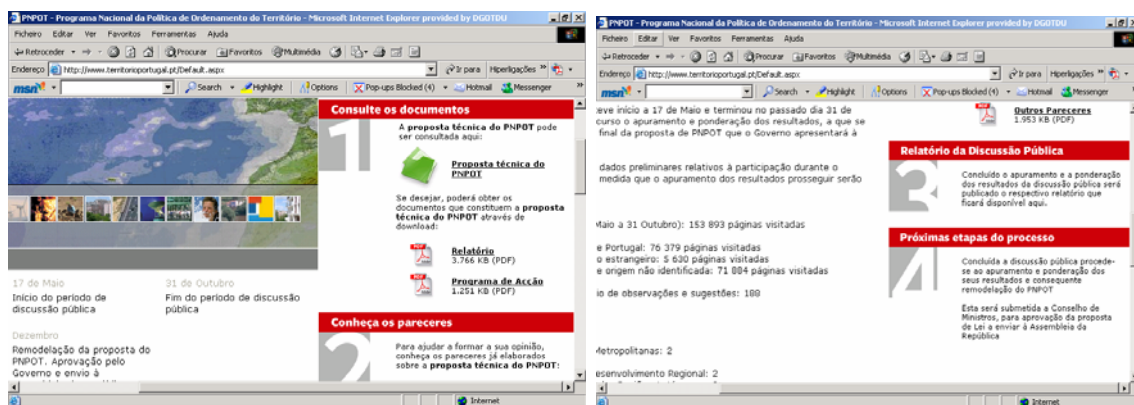 PNPOT - Programa Nacional da Política de Ordenamento do Território - Microsoft Internet Explorer provided by DGOTDU
Ficheiro Editar Ver Favoritos Ferramentas Ajuda
Retroceder Procurar Favoritos Multimédia
Endereço http://www.territorioportugal.pt/Default.aspx Ir para Hiperligações »
msn Search Highlight Options Pop-ups Blocked (4) Hotmail Messenger »
17 de Maio
Início do período de
discussão pública
31 de Outubro
Fim do período de discussão
pública
Dezembro
Remodelação da proposta do
PNPOT. Aprovação pelo
Governo e envio à
Consulte os documentos
1
A proposta técnica do PNPOT pode
ser consultada aqui:
Proposta técnica do
PNPOT
Se desejar, poderá obter os
documentos que constituem a proposta
técnica do PNPOT através de
download:
Relatório
3.766 KB (PDF)
Programa de Acção
1.251 KB (PDF)
Conheça os pareceres
2
Para ajudar a formar a sua opinião,
conheça os pareceres já elaborados
sobre a proposta técnica do PNPOT:
Internet
PNPOT - Programa Nacional da Política de Ordenamento do Território - Microsoft Internet Explorer provided by DGOTDU
Ficheiro Editar Ver Favoritos Ferramentas Ajuda
Retroceder Procurar Favoritos Multimédia
Endereço http://www.territorioportugal.pt/Default.aspx Ir para Hiperligações »
msn Search Highlight Options Pop-ups Blocked (4) Hotmail Messenger
eve início a 17 de Maio e terminou no passado dia 31 de
curso o apuramento e ponderação dos resultados, a que se
final da proposta de PNPOT que o Governo apresentará à
dados preliminares relativos à participação durante o
medida que o apuramento dos resultados prosseguir serão
Maio a 31 Outubro): 153 893 páginas visitadas
e Portugal: 76 379 páginas visitadas
o estrangeiro: 5 630 páginas visitadas
e origem não identificada: 71 884 páginas visitadas
io de observações e sugestões: 188
Metropolitanas: 2
esenvolvimento Regional: 2
Outros Pareceres
1.953 KB (PDF)
Relatório da Discussão Pública
3
Concluído o apuramento e a ponderação
dos resultados da discussão pública será
publicado o respectivo relatório que
ficará disponível aqui.
Próximas etapas do processo
4
Concluída a discussão pública procede-
se ao apuramento e ponderação dos
seus resultados e consequente
remodelação do PNPOT
Esta será submetida a Conselho de
Ministros, para aprovação da proposta
de Lei a enviar à Assembleia da
República
Internet